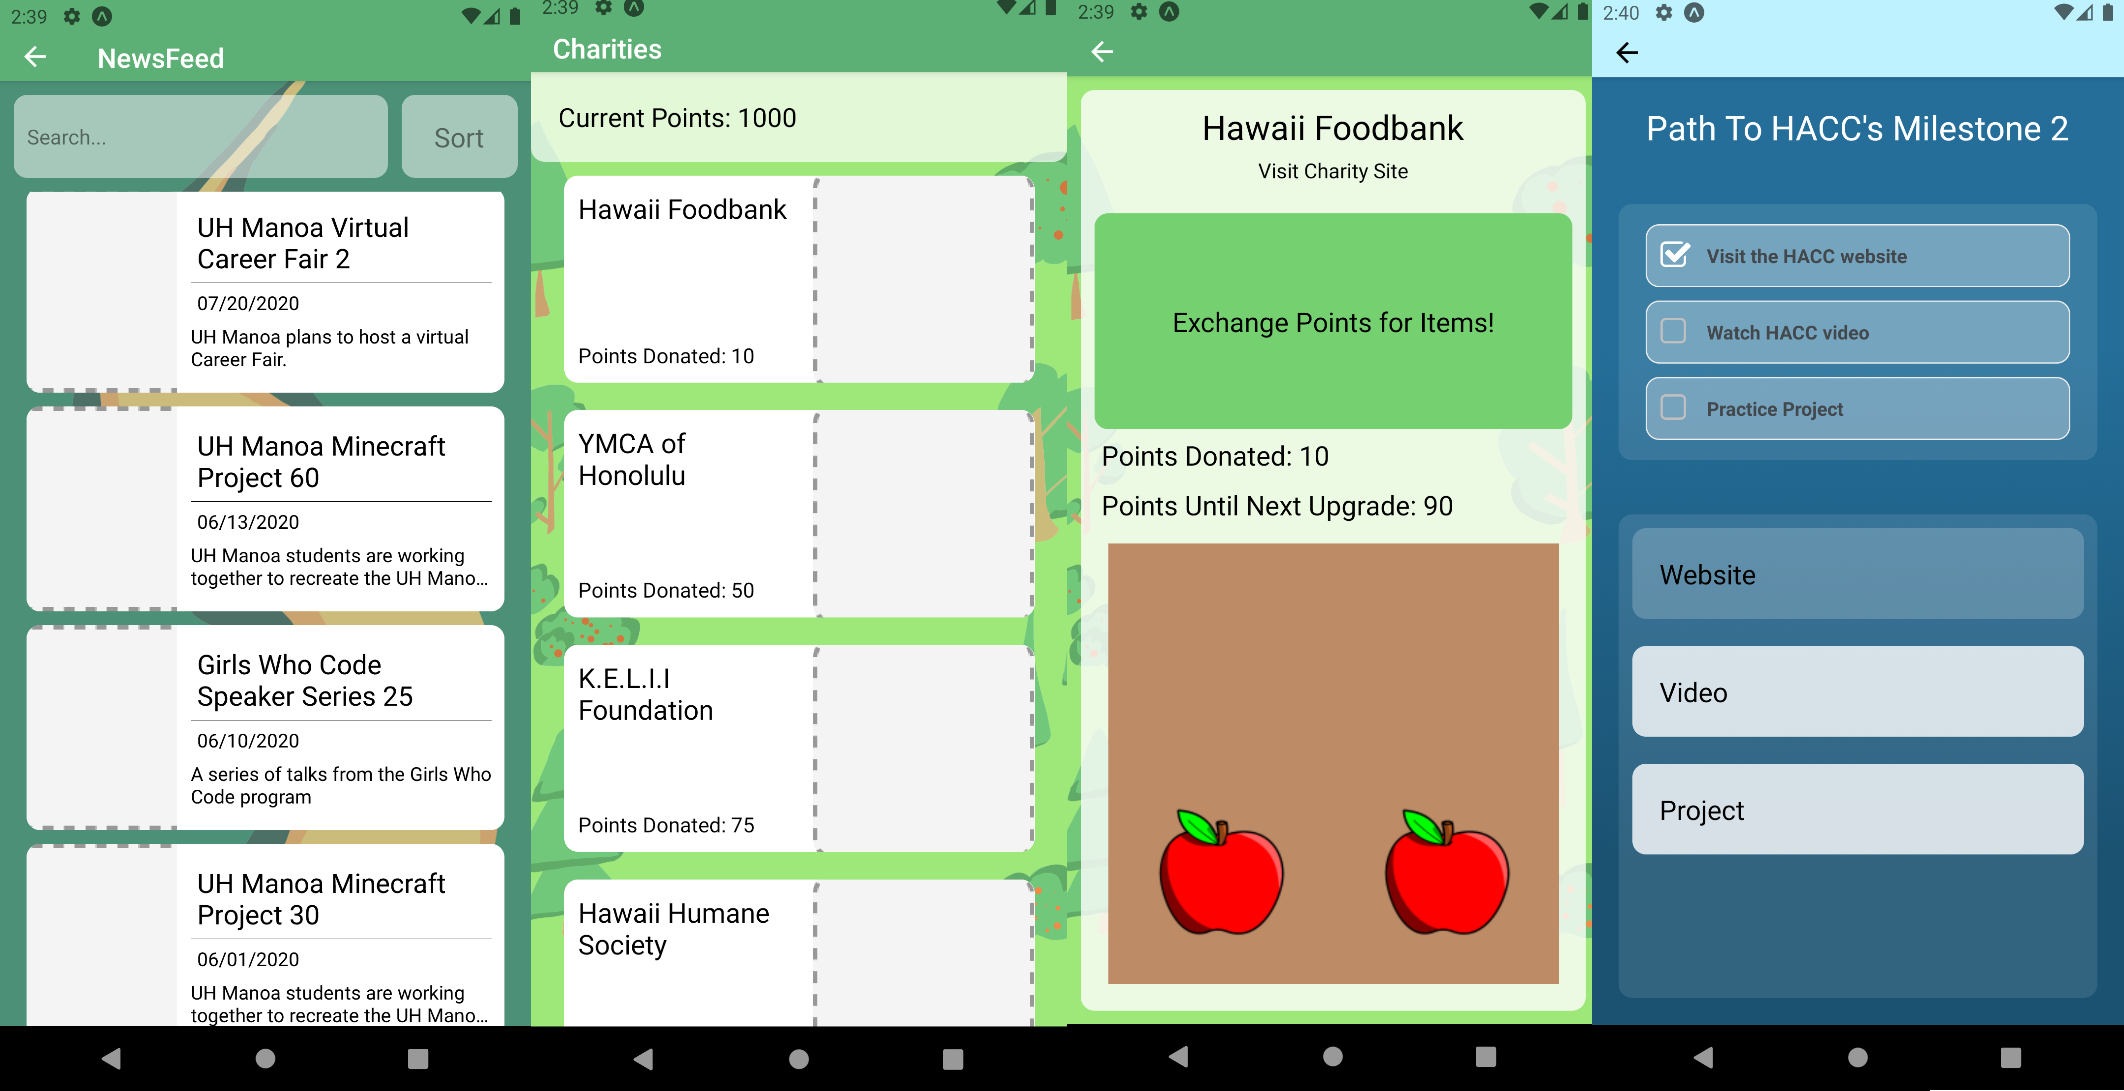 2:39
NewsFeed
Search...
Sort
UH Manoa Virtual
Career Fair 2
07/20/2020
UH Manoa plans to host a virtual
Career Fair.
UH Manoa Minecraft
Project 60
06/13/2020
UH Manoa students are working
together to recreate the UH Mano...
Girls Who Code
Speaker Series 25
06/10/2020
A series of talks from the Girls Who
Code program
UH Manoa Minecraft
Project 30
06/01/2020
UH Manoa students are working
together to recreate the UH Mano...
2:39
Charities
Current Points: 1000
Hawaii Foodbank
Points Donated: 10
YMCA of
Honolulu
Points Donated: 50
K.E.L.I.I
Foundation
Points Donated: 75
Hawaii Humane
Society
2:39
Hawaii Foodbank
Visit Charity Site
Exchange Points for Items!
Points Donated: 10
Points Until Next Upgrade: 90
2:40
Path To HACC's Milestone 2
Visit the HACC website
Watch HACC video
Practice Project
Website
Video
Project